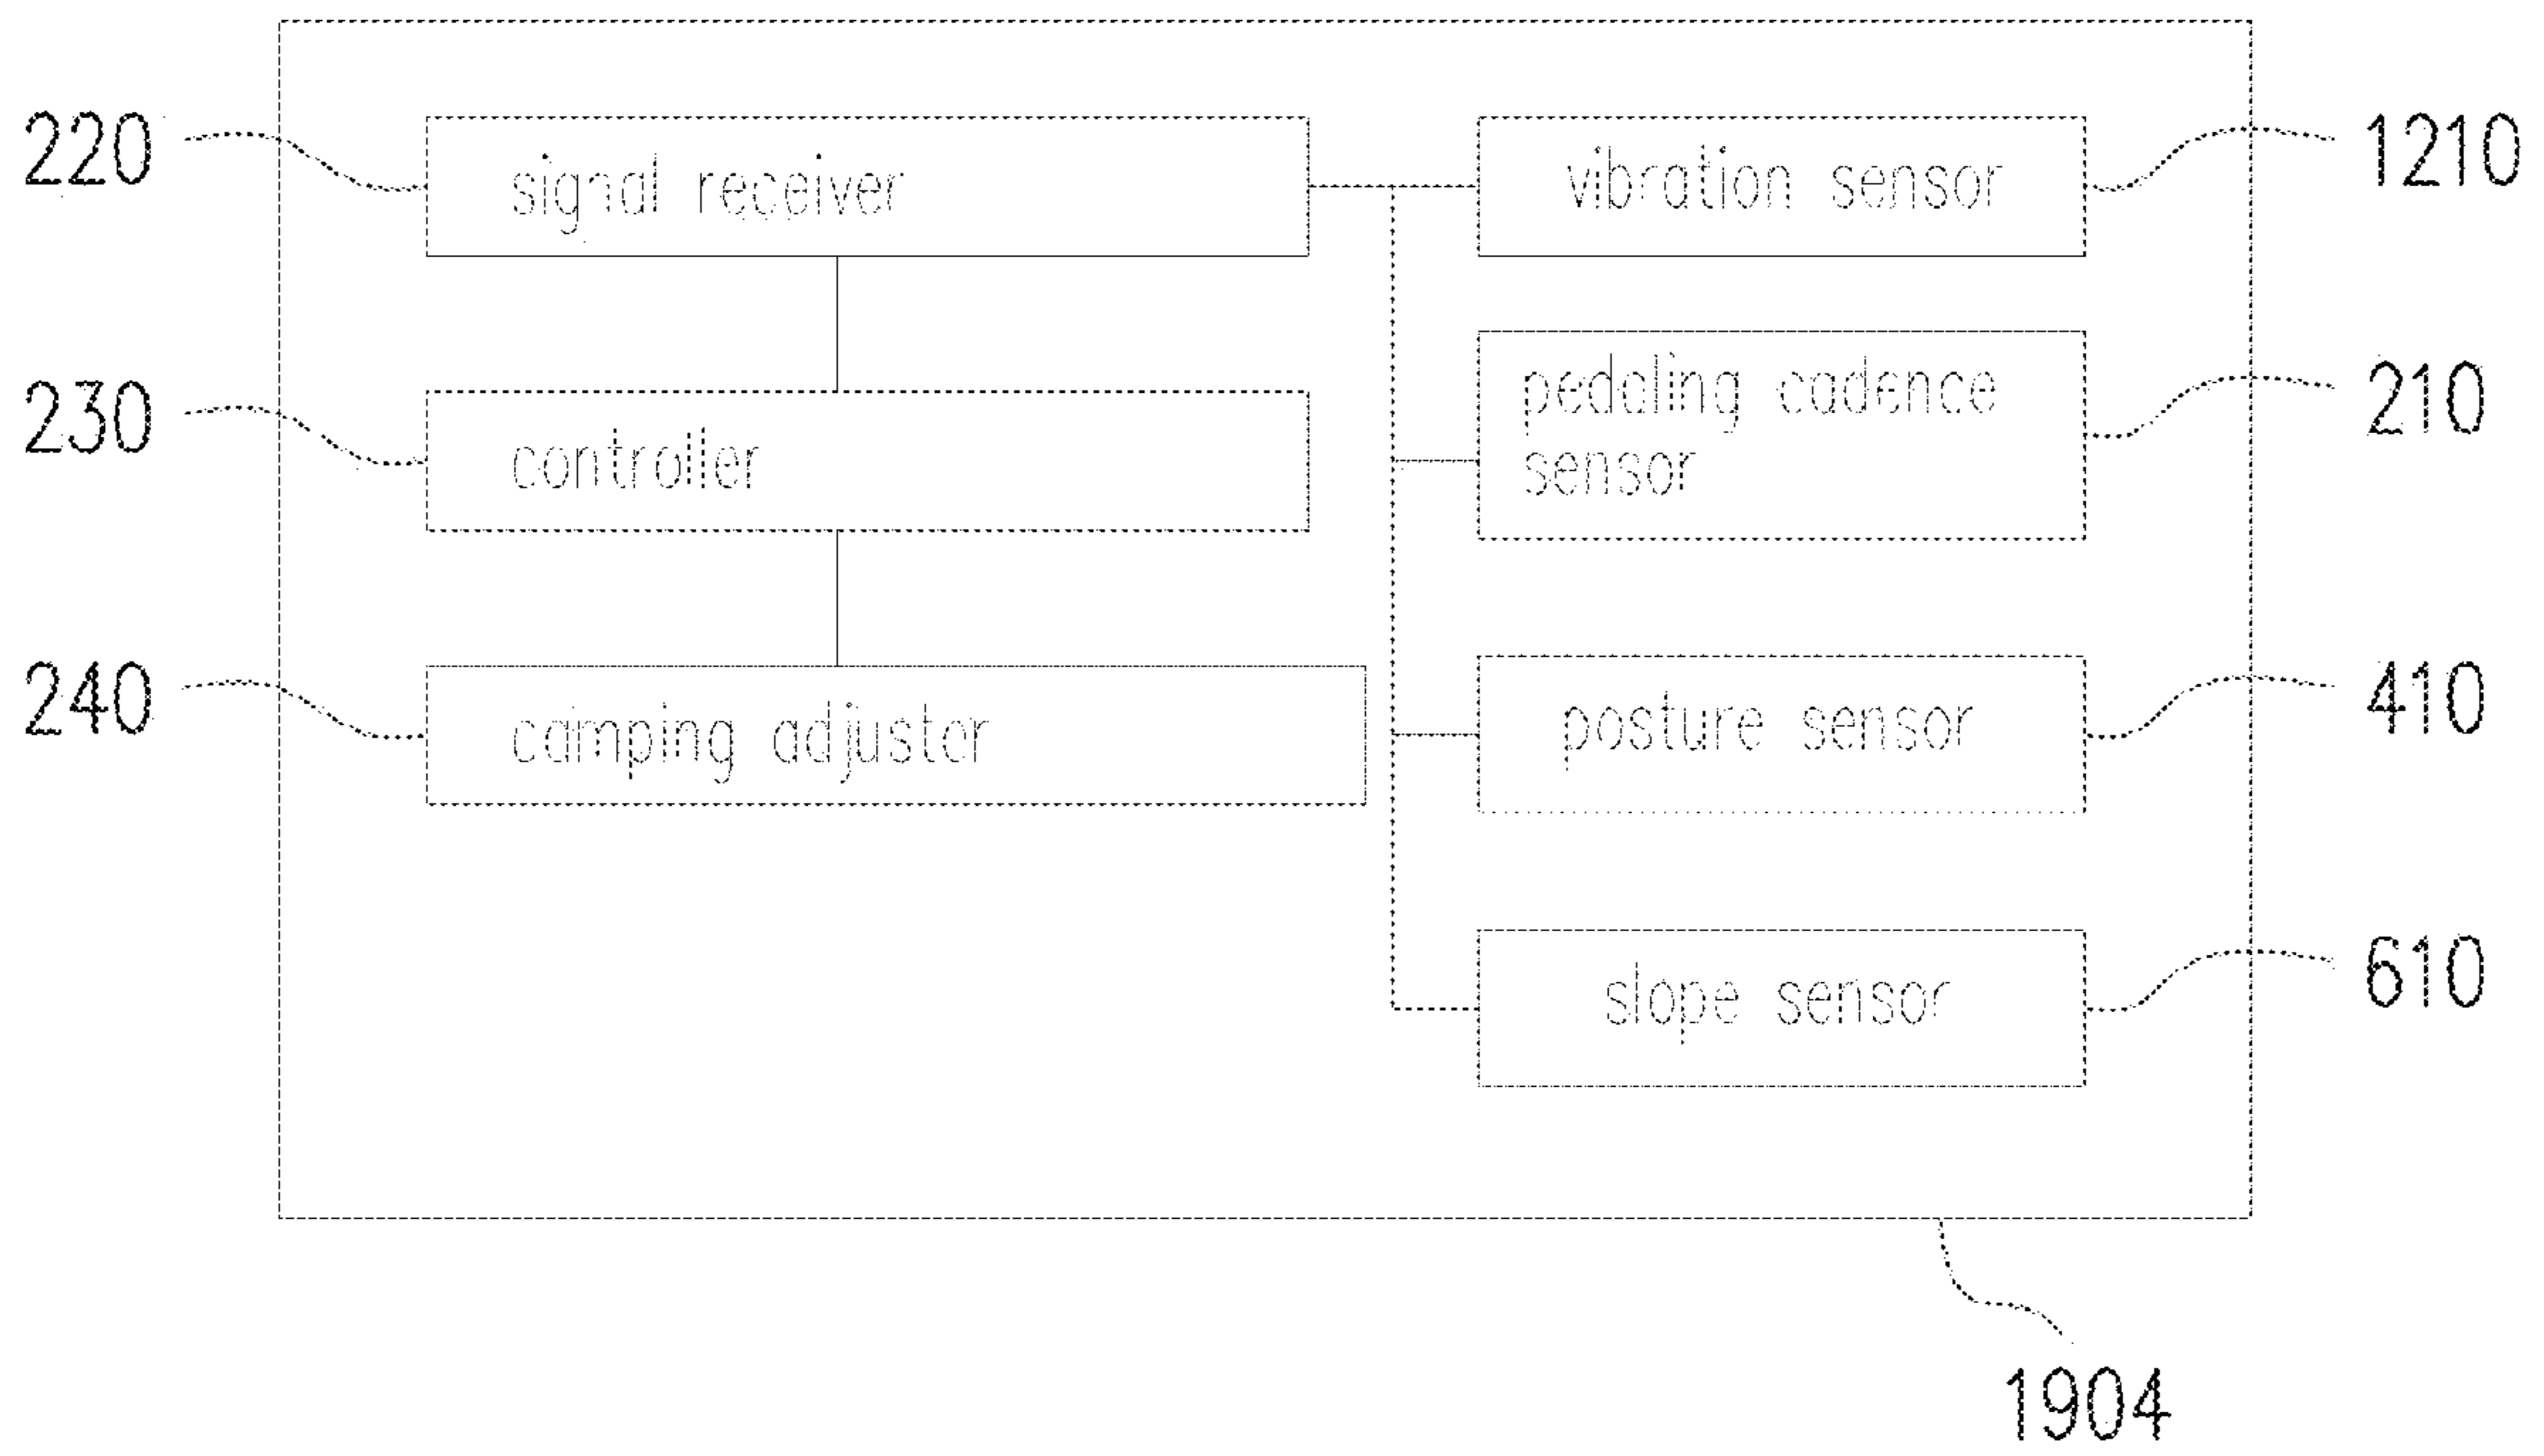 220
signal receiver
vibration sensor
1210
230
controller
pedaling cadence
sensor
210
240
camping adjuster
posture sensor
410
slope sensor
610
1904